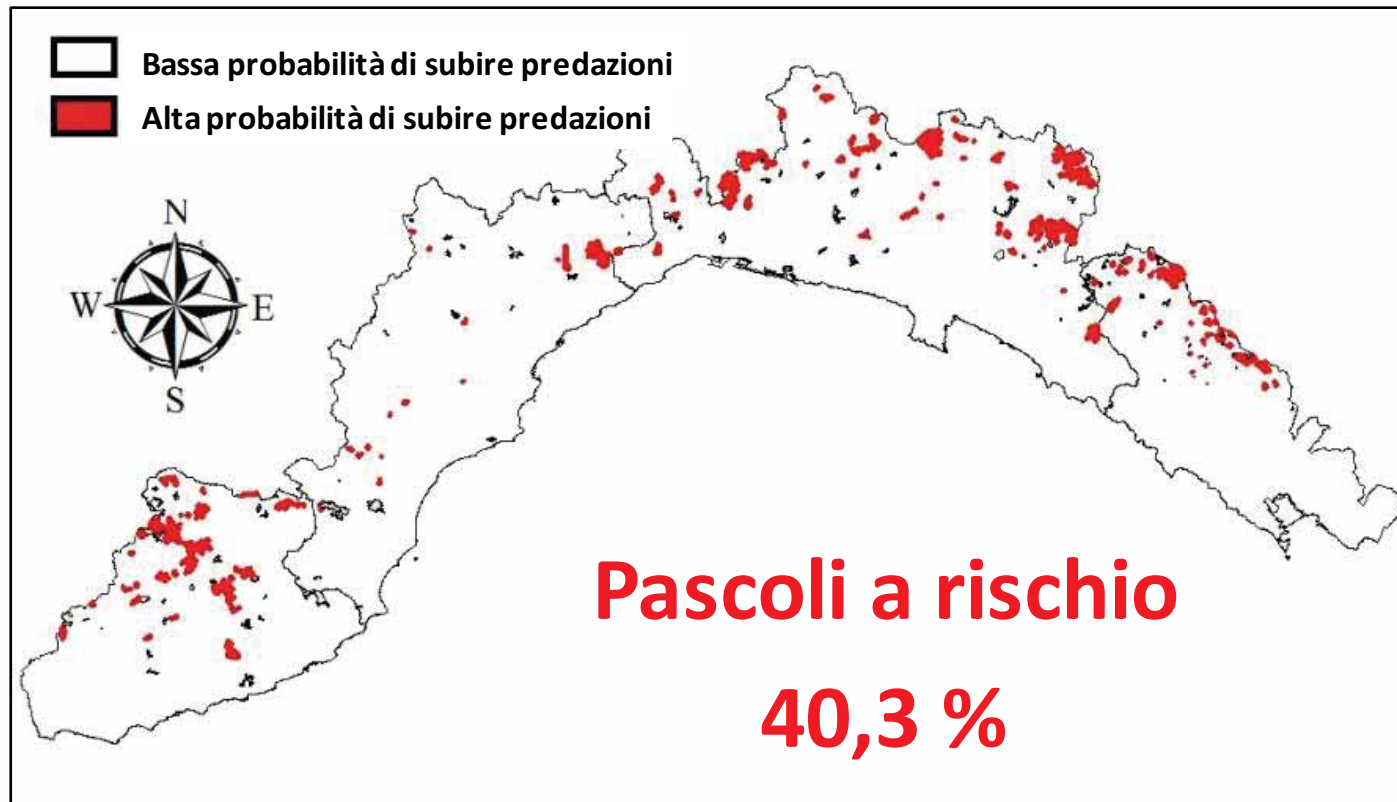 Bassa probabilità di subire predazioni
Alta probabilità di subire predazioni
N
W E
S
Pascoli a rischio
40,3 %